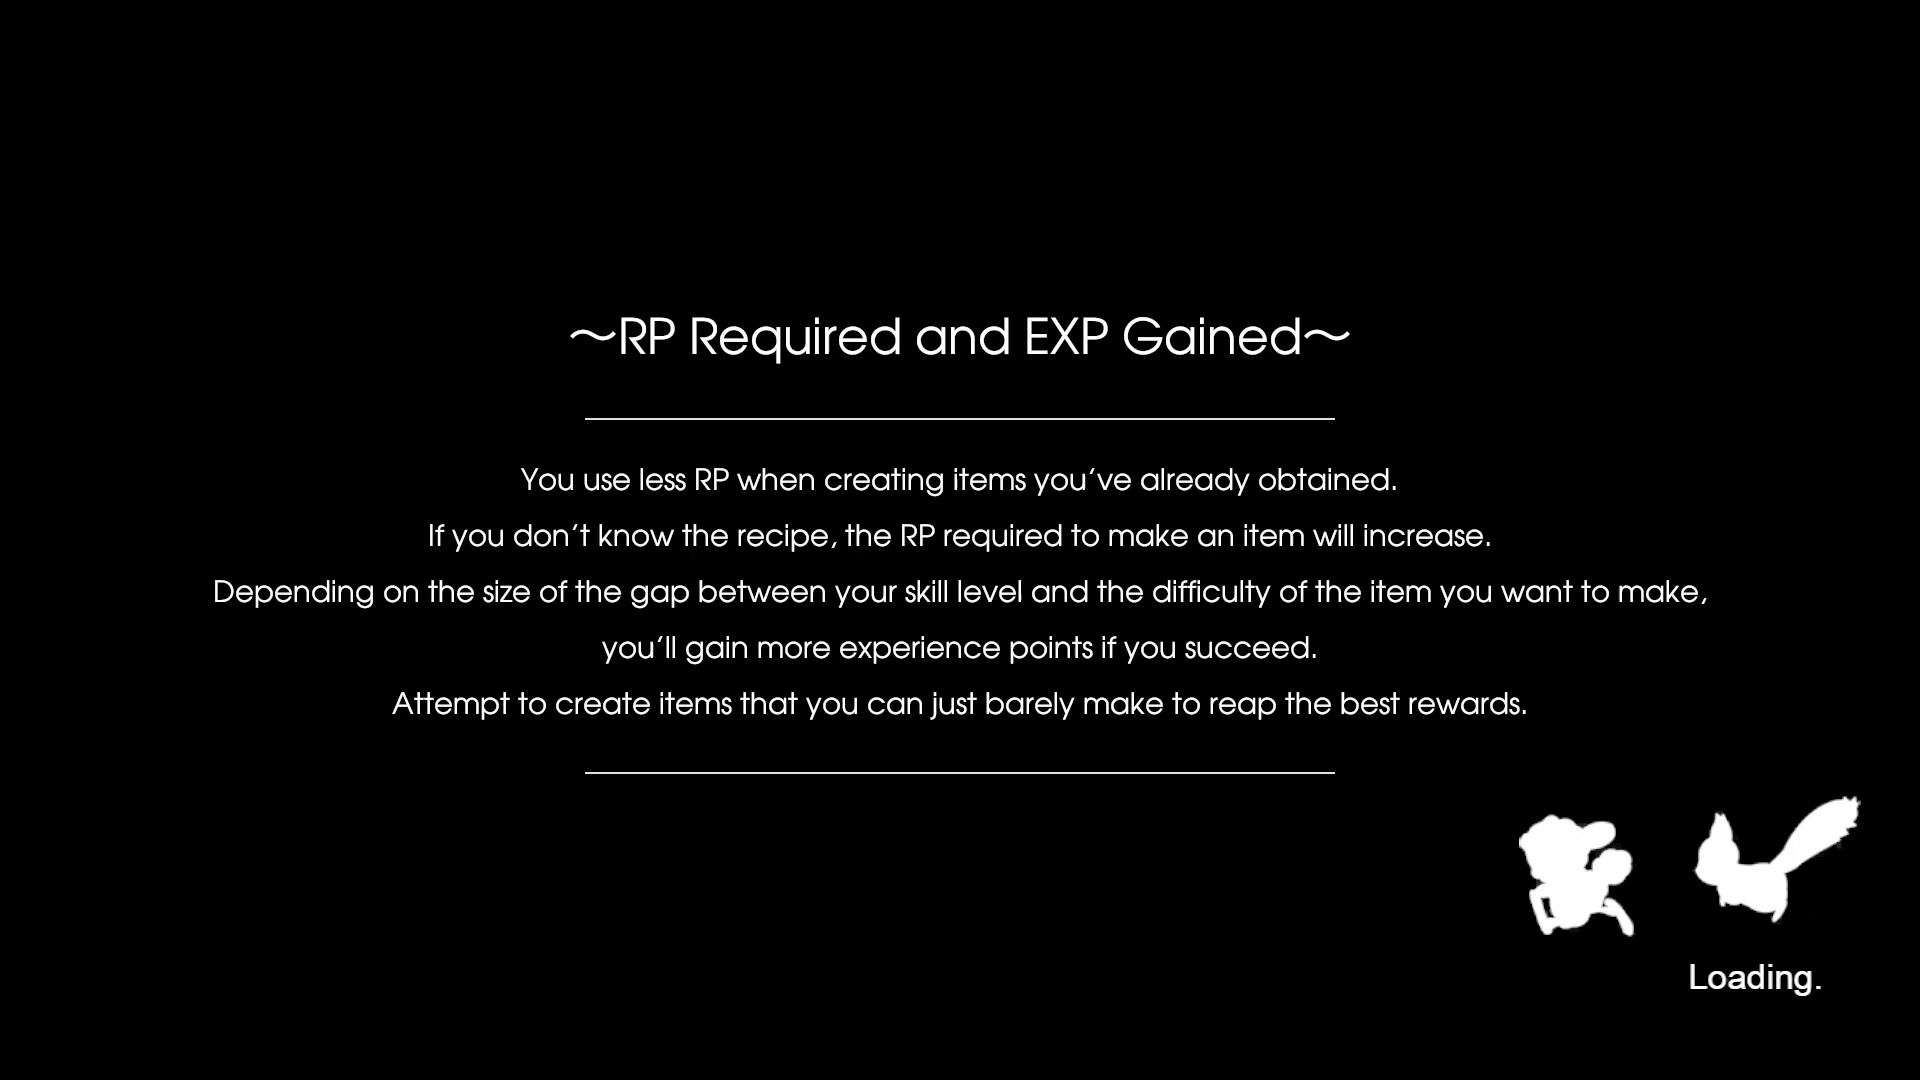 ～RP Required and EXP Gained～
You use less RP when creating items you’ve already obtained.
If you don’t know the recipe, the RP required to make an item will increase.
Depending on the size of the gap between your skill level and the difficulty of the item you want to make,
you’ll gain more experience points if you succeed.
Attempt to create items that you can just barely make to reap the best rewards.
Loading.